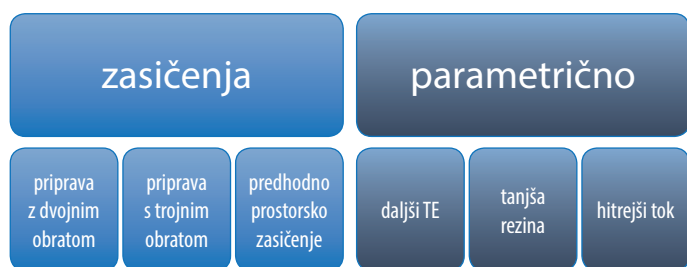 zasičenja
parametrično
priprava
z dvojnim
obratom
priprava
s trojnim
obratom
predhodno
prostorsko
zasičenje
daljši TE
tanjša
rezina
hitrejši tok